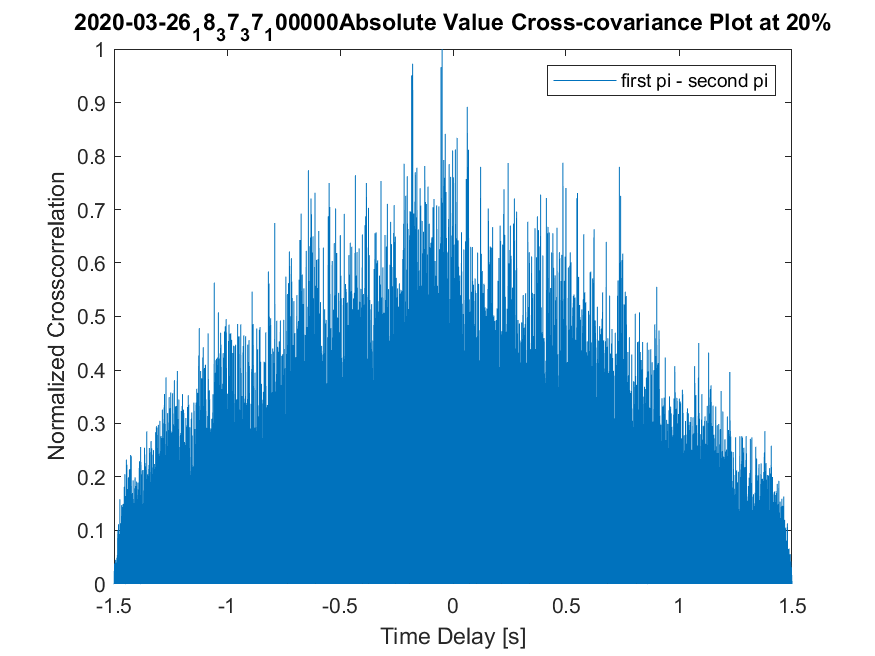 2020-03-26₁8₃7₃7₁00000Absolute Value Cross-covariance Plot at 20%
first pi - second pi
Normalized Crosscorrelation
1
0.9
0.8
0.7
0.6
0.5
0.4
0.3
0.2
0.1
0
-1.5 -1 -0.5 0 0.5 1 1.5
Time Delay [s]